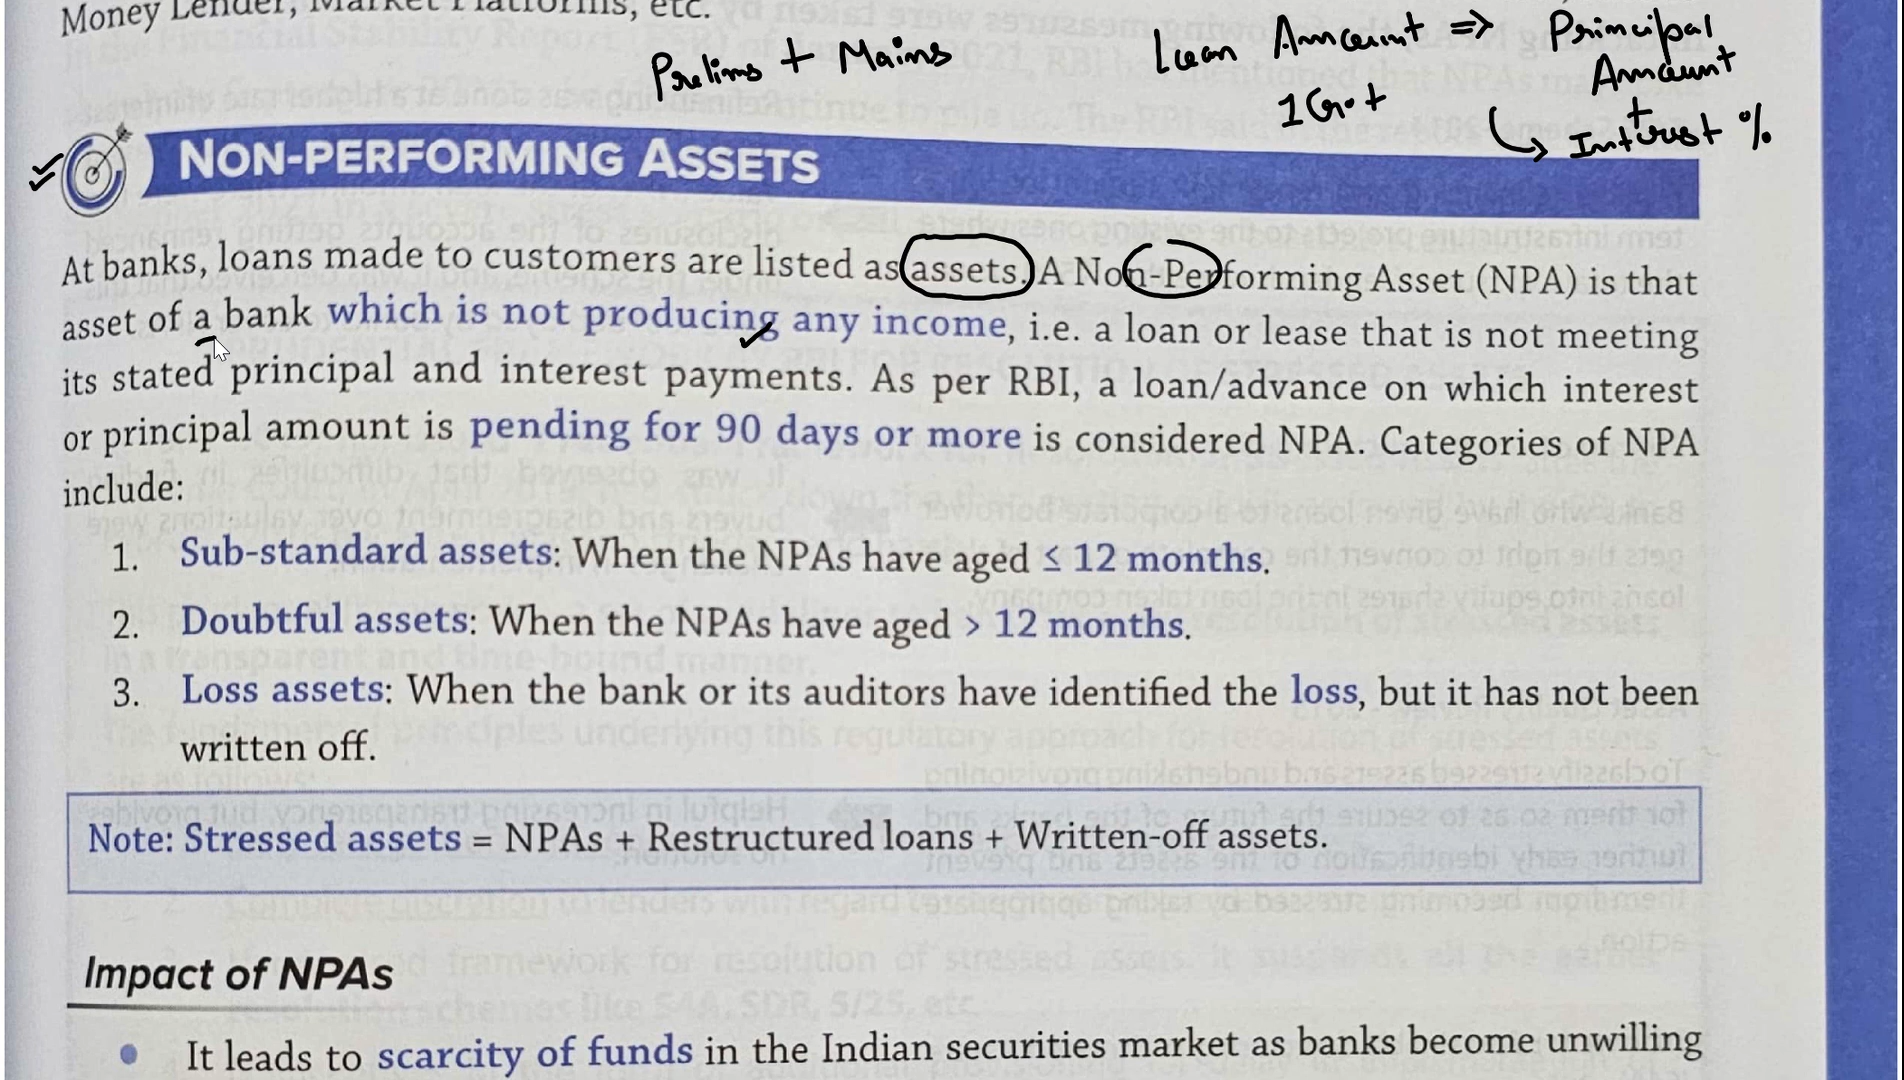 Money Lender, Market Platforms, etc.
Prelims + Mains
Loan Amount => Principal
Amount
1 Cr. +
+
Interest %
NON-PERFORMING ASSETS
At banks, loans made to customers are listed as assets. A Non-Performing Asset (NPA) is that
asset of a bank which is not producing any income, i.e. a loan or lease that is not meeting
its stated principal and interest payments. As per RBI, a loan/advance on which interest
or principal amount is pending for 90 days or more is considered NPA. Categories of NPA
include:
1. Sub-standard assets: When the NPAs have aged ≤ 12 months.
2. Doubtful assets: When the NPAs have aged > 12 months.
3. Loss assets: When the bank or its auditors have identified the loss, but it has not been
written off.
Note: Stressed assets = NPAs + Restructured loans + Written-off assets.
Impact of NPAs
• It leads to scarcity of funds in the Indian securities market as banks become unwilling